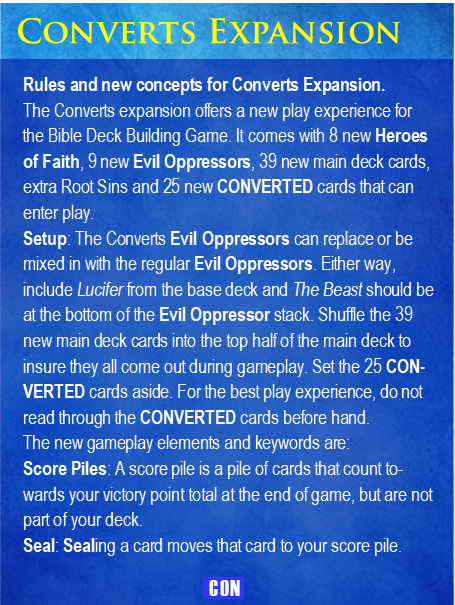 Converts Expansion
Rules and new concepts for Converts Expansion.
The Converts expansion offers a new play experience for
the Bible Deck Building Game. It comes with 8 new Heroes
of Faith, 9 new Evil Oppressors, 39 new main deck cards,
extra Root Sins and 25 new CONVERTED cards that can
enter play.
Setup: The Converts Evil Oppressors can replace or be
mixed in with the regular Evil Oppressors. Either way,
include Lucifer from the base deck and The Beast should be
at the bottom of the Evil Oppressor stack. Shuffle the 39
new main deck cards into the top half of the main deck to
insure they all come out during gameplay. Set the 25 CON-
VERTED cards aside. For the best play experience, do not
read through the CONVERTED cards before hand.
The new gameplay elements and keywords are:
Score Piles: A score pile is a pile of cards that count to-
wards your victory point total at the end of game, but are not
part of your deck.
Seal: Sealing a card moves that card to your score pile.
CON